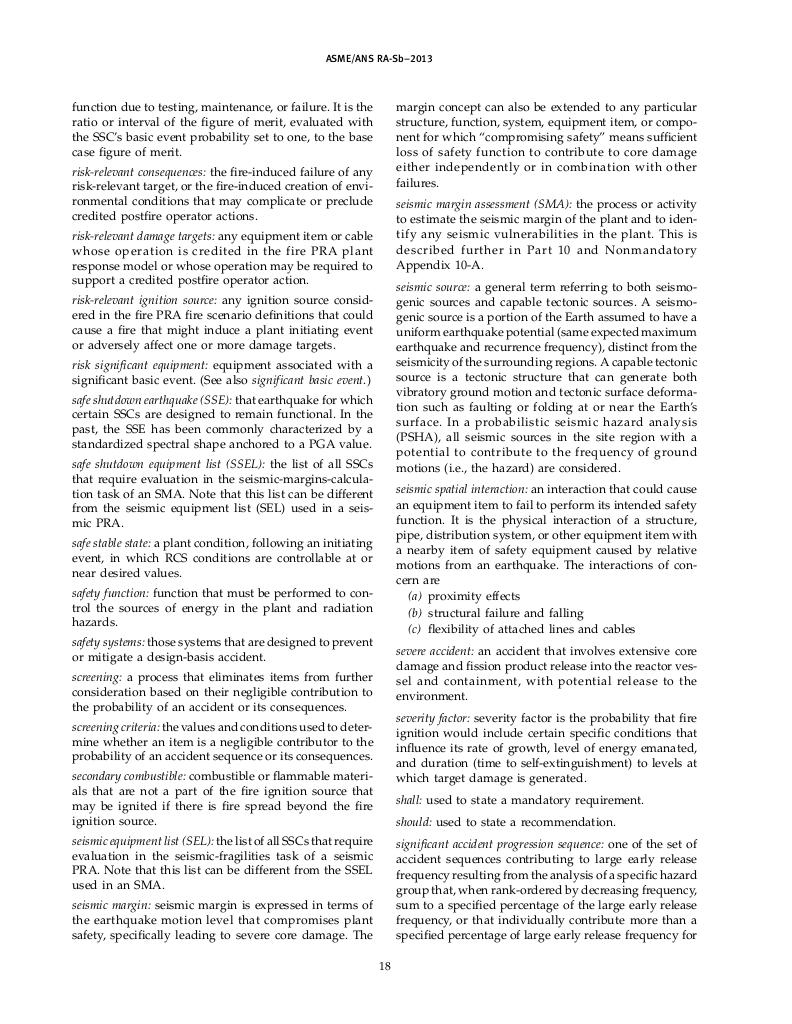 ASME/ANS RA-Sb–2013
function due to testing, maintenance, or failure. It is the
ratio or interval of the figure of merit, evaluated with
the SSC's basic event probability set to one, to the base
case figure of merit.
risk-relevant consequences: the fire-induced failure of any
risk-relevant target, or the fire-induced creation of envi-
ronmental conditions that may complicate or preclude
credited postfire operator actions.
risk-relevant damage targets: any equipment item or cable
whose operation is credited in the fire PRA plant
response model or whose operation may be required to
support a credited postfire operator action.
risk-relevant ignition source: any ignition source consid-
ered in the fire PRA fire scenario definitions that could
cause a fire that might induce a plant initiating event
or adversely affect one or more damage targets.
risk significant equipment: equipment associated with a
significant basic event. (See also significant basic event.)
safe shutdown earthquake (SSE): that earthquake for which
certain SSCs are designed to remain functional. In the
past, the SSE has been commonly characterized by a
standardized spectral shape anchored to a PGA value.
safe shutdown equipment list (SSEL): the list of all SSCs
that require evaluation in the seismic-margins-calcula-
tion task of an SMA. Note that this list can be different
from the seismic equipment list (SEL) used in a seis-
mic PRA.
safe stable state: a plant condition, following an initiating
event, in which RCS conditions are controllable at or
near desired values.
safety function: function that must be performed to con-
trol the sources of energy in the plant and radiation
hazards.
safety systems: those systems that are designed to prevent
or mitigate a design-basis accident.
screening: a process that eliminates items from further
consideration based on their negligible contribution to
the probability of an accident or its consequences.
screening criteria: the values and conditions used to deter-
mine whether an item is a negligible contributor to the
probability of an accident sequence or its consequences.
secondary combustible: combustible or flammable materi-
als that are not a part of the fire ignition source that
may be ignited if there is fire spread beyond the fire
ignition source.
seismic equipment list (SEL): the list of all SSCs that require
evaluation in the seismic-fragilities task of a seismic
PRA. Note that this list can be different from the SSEL
used in an SMA.
seismic margin: seismic margin is expressed in terms of
the earthquake motion level that compromises plant
safety, specifically leading to severe core damage. The
margin concept can also be extended to any particular
structure, function, system, equipment item, or compo-
nent for which "compromising safety" means sufficient
loss of safety function to contribute to core damage
either independently or in combination with other
failures.
seismic margin assessment (SMA): the process or activity
to estimate the seismic margin of the plant and to iden-
tify any seismic vulnerabilities in the plant. This is
described further in Part 10 and Nonmandatory
Appendix 10-A.
seismic source: a general term referring to both seismo-
genic sources and capable tectonic sources. A seismo-
genic source is a portion of the Earth assumed to have a
uniform earthquake potential (same expected maximum
earthquake and recurrence frequency), distinct from the
seismicity of the surrounding regions. A capable tectonic
source is a tectonic structure that can generate both
vibratory ground motion and tectonic surface deforma-
tion such as faulting or folding at or near the Earth's
surface. In a probabilistic seismic hazard analysis
(PSHA), all seismic sources in the site region with a
potential to contribute to the frequency of ground
motions (i.e., the hazard) are considered.
seismic spatial interaction: an interaction that could cause
an equipment item to fail to perform its intended safety
function. It is the physical interaction of a structure,
pipe, distribution system, or other equipment item with
a nearby item of safety equipment caused by relative
motions from an earthquake. The interactions of con-
cern are
(a) proximity effects
(b) structural failure and falling
(c) flexibility of attached lines and cables
severe accident: an accident that involves extensive core
damage and fission product release into the reactor ves-
sel and containment, with potential release to the
environment.
severity factor: severity factor is the probability that fire
ignition would include certain specific conditions that
influence its rate of growth, level of energy emanated,
and duration (time to self-extinguishment) to levels at
which target damage is generated.
shall: used to state a mandatory requirement.
should: used to state a recommendation.
significant accident progression sequence: one of the set of
accident sequences contributing to large early release
frequency resulting from the analysis of a specific hazard
group that, when rank-ordered by decreasing frequency,
sum to a specified percentage of the large early release
frequency, or that individually contribute more than a
specified percentage of large early release frequency for
18